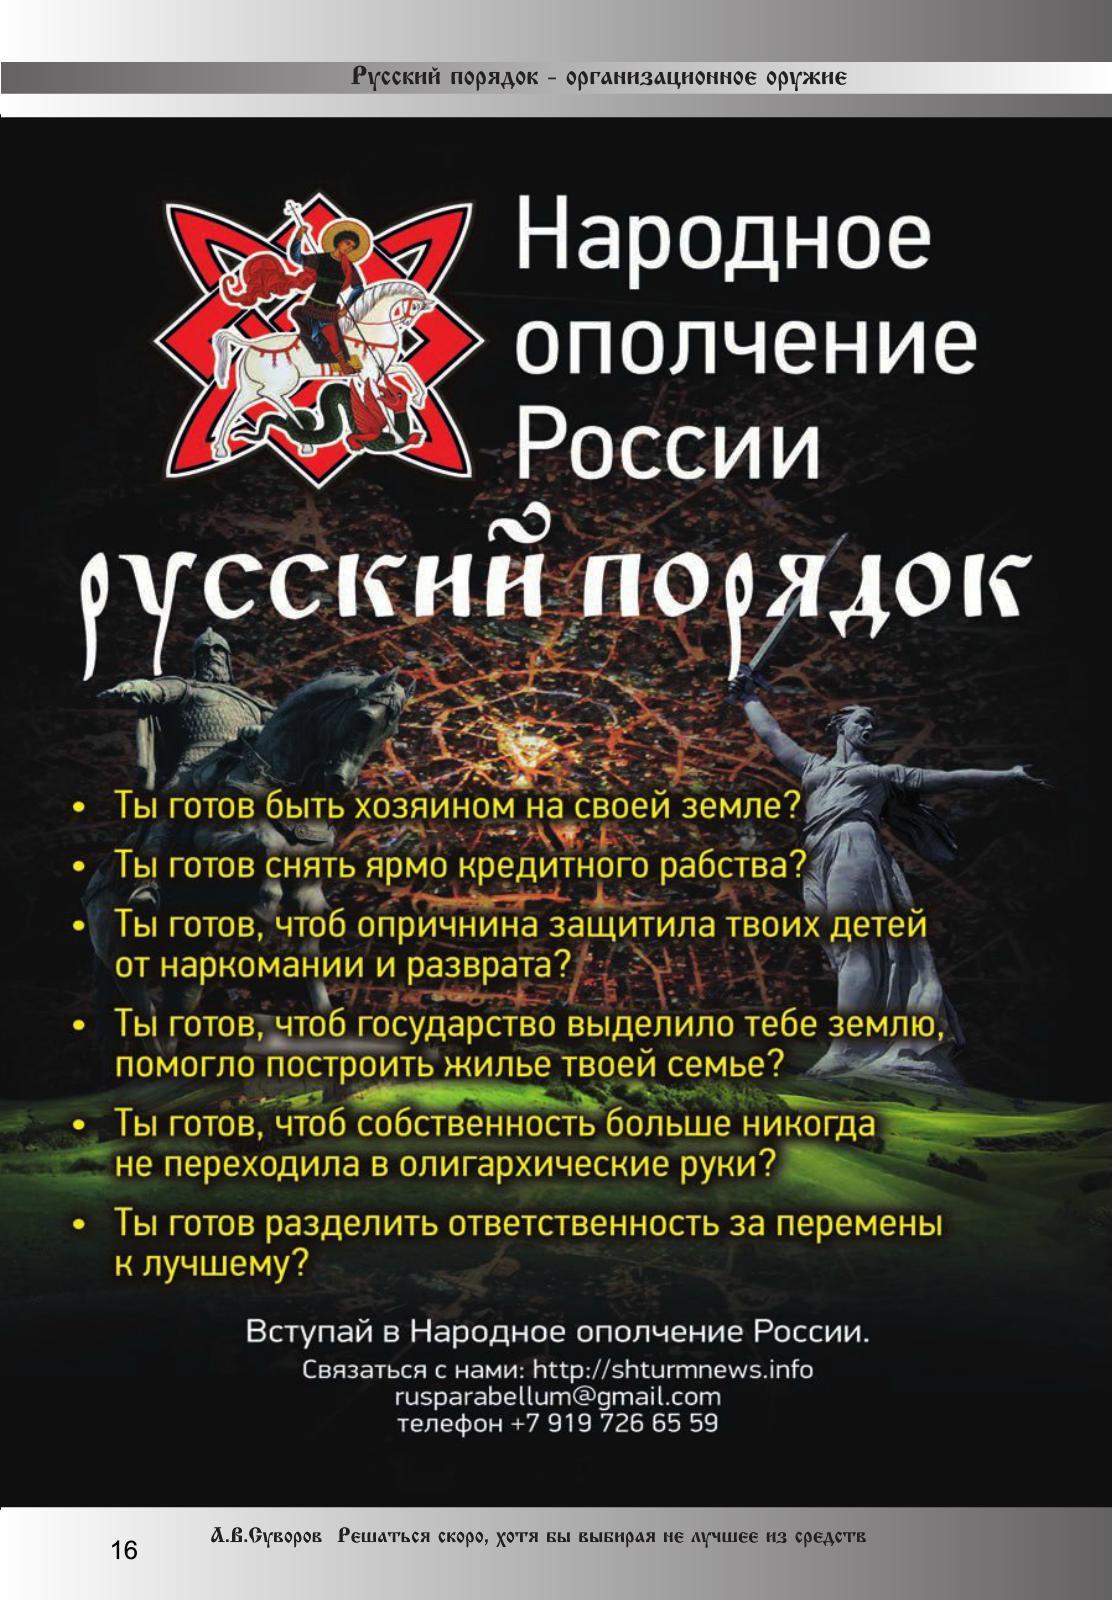 Русский порядок - организационное оружие
Народное
ополчение
России
русский порядок
• Ты готов быть хозяином на своей земле?
• Ты готов снять ярмо кредитного рабства?
• Ты готов, чтоб опричнина защитила твоих детей
от наркомании и разврата?
• Ты готов, чтоб государство выделило тебе землю,
помогло построить жилье твоей семье?
• Ты готов, чтоб собственность больше никогда
не переходила в олигархические руки?
• Ты готов разделить ответственность за перемены
к лучшему?
Вступай в Народное ополчение России.
Связаться с нами: http://shturmnews.info
rusparabellum@gmail.com
телефон +7 919 726 65 59
А.В.Суворов Решаться скоро, хотя бы выбирая не лучшее из средств
16